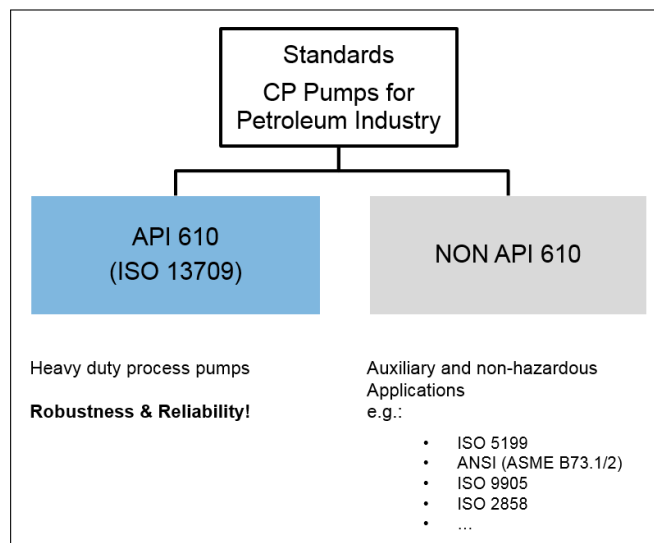 Standards
CP Pumps for
Petroleum Industry
API 610
(ISO 13709)
NON API 610
Heavy duty process pumps
Robustness & Reliability!
Auxiliary and non-hazardous
Applications
e.g.:
• ISO 5199
• ANSI (ASME B73.1/2)
• ISO 9905
• ISO 2858
• ...